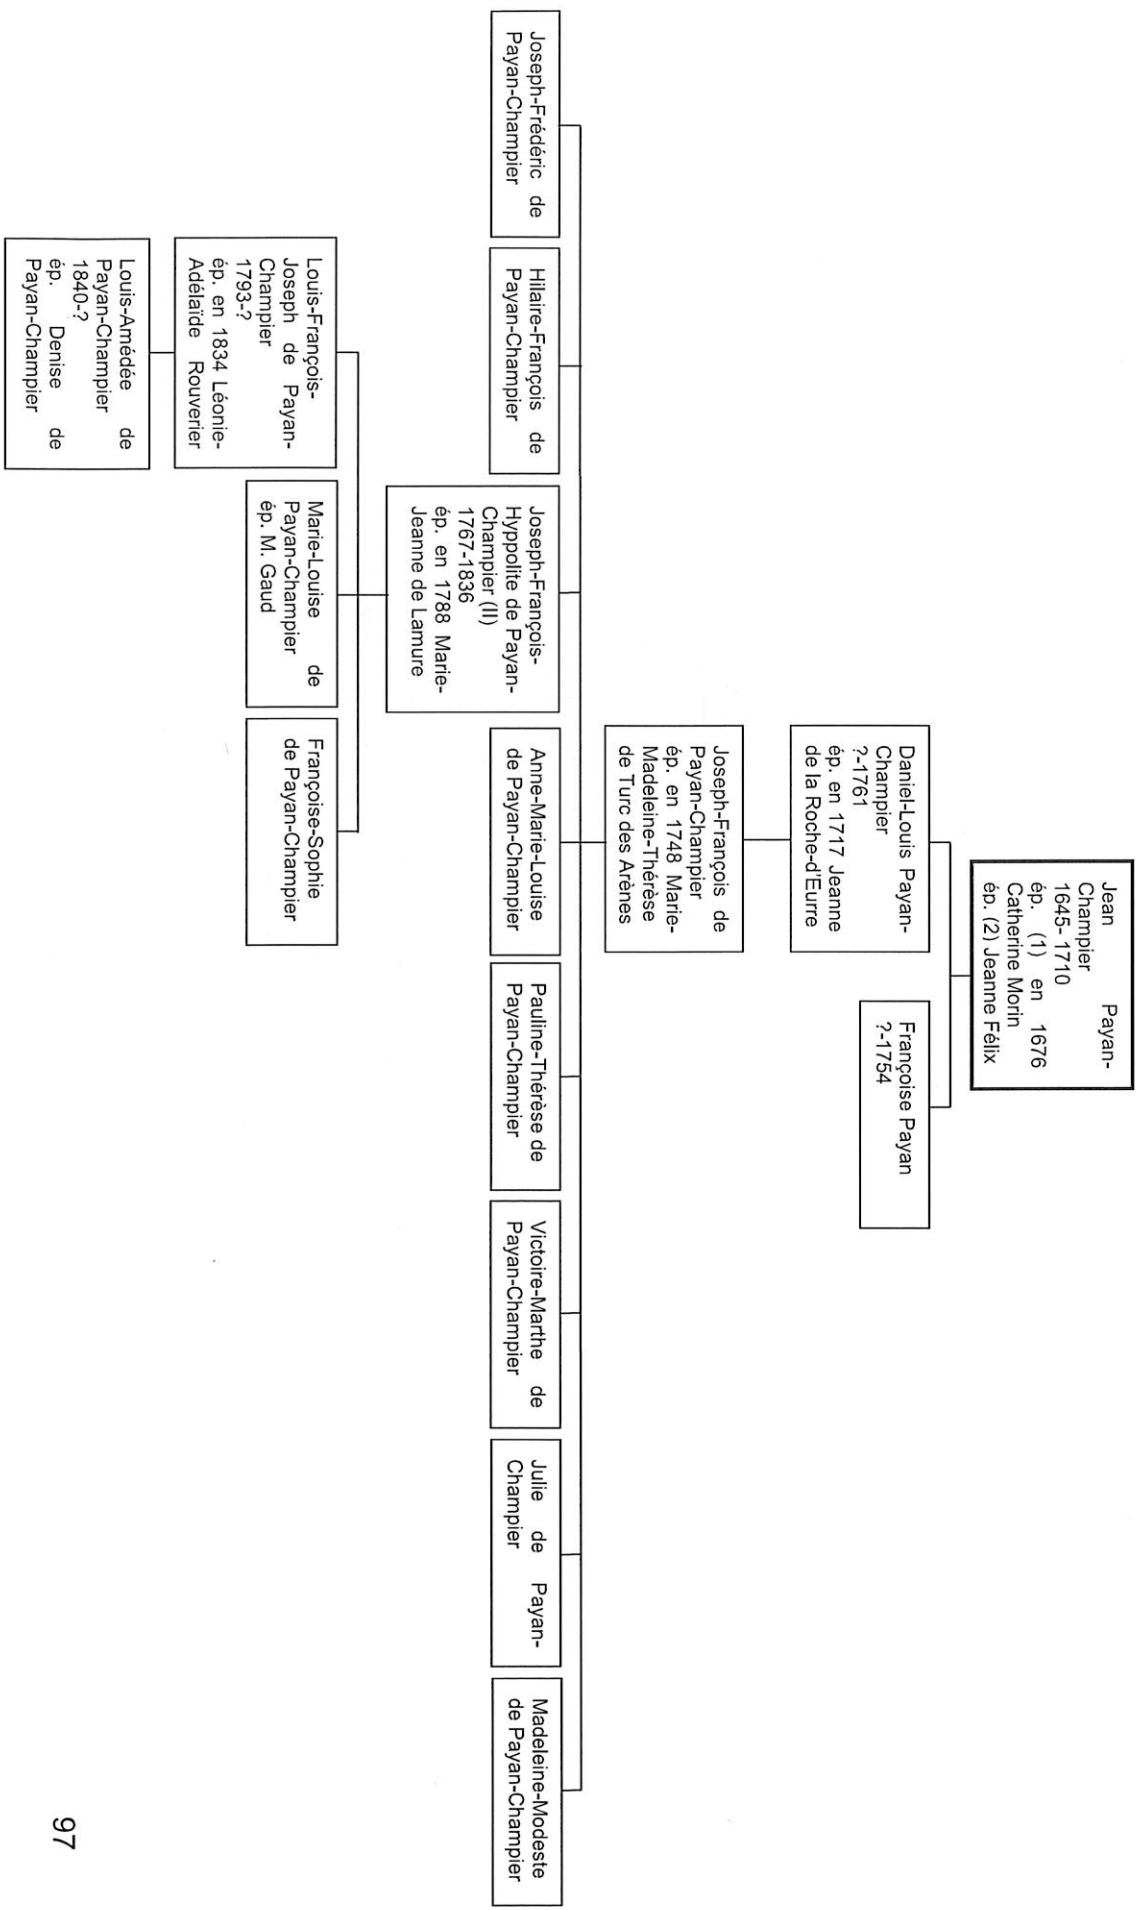 Jean Payan-
Champier
1645- 1710
ép. (1) en 1676
Catherine Morin
ép. (2) Jeanne Félix
Daniel-Louis Payan-
Champier
?-1761
ép. en 1717 Jeanne
de la Roche-d'Eurre
Françoise Payan
?-1754
Joseph-François de
Payan-Champier
ép. en 1748 Marie-
Madeleine-Thérèse
de Turc des Arènes
Joseph-Frédéric de
Payan-Champier
Hilaire-François de
Payan-Champier
Joseph-François-
Hyppolite de Payan-
Champier (II)
1767-1836
ép. en 1788 Marie-
Jeanne de Lamure
Anne-Marie-Louise
de Payan-Champier
Pauline-Thérèse de
Payan-Champier
Victoire-Marthe de
Payan-Champier
Julie de Payan-
Champier
Madeleine-Modeste
de Payan-Champier
Louis-François-
Joseph de Payan-
Champier
1793-?
ép. en 1834 Léonie-
Adélaïde Rouverier
Marie-Louise de
Payan-Champier
ép. M. Gaud
Françoise-Sophie
de Payan-Champier
Louis-Amédée de
Payan-Champier
1840-?
ép. Denise de
Payan-Champier
97